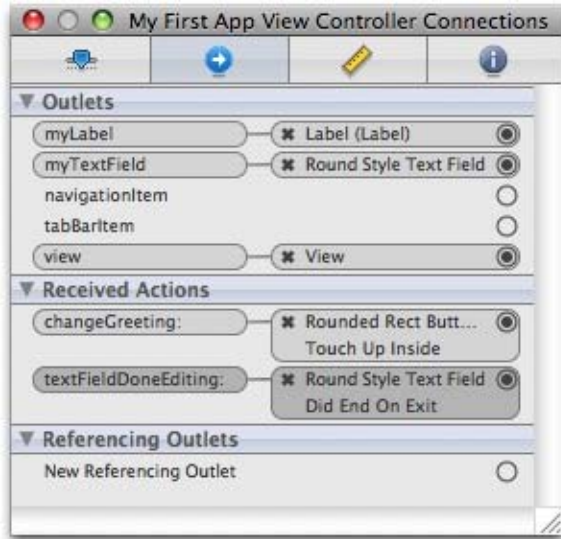 My First App View Controller Connections
Outlets
myLabel Label (Label)
myTextField Round Style Text Field
navigationItem
tabBarItem
view View
Received Actions
changeGreeting: Rounded Rect Butt...
Touch Up Inside
textFieldDoneEditing: Round Style Text Field
Did End On Exit
Referencing Outlets
New Referencing Outlet